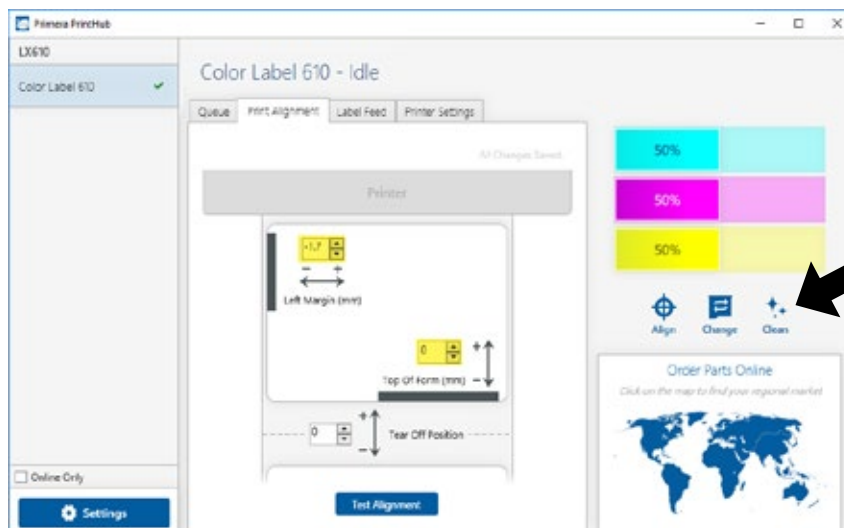 Primera PrintHub
LX610
Color Label 610
Color Label 610 - Idle
Queue
Print Alignment
Label Feed
Printer Settings
All Changes Saved
Printer
-1.7
- +
Left Margin (mm)
0
+
Top Of Form (mm) -
0
+
-
Tear Off Position
Test Alignment
Online Only
Settings
50%
50%
50%
Align
Change
Clean
Order Parts Online
Click on the map to find your regional market